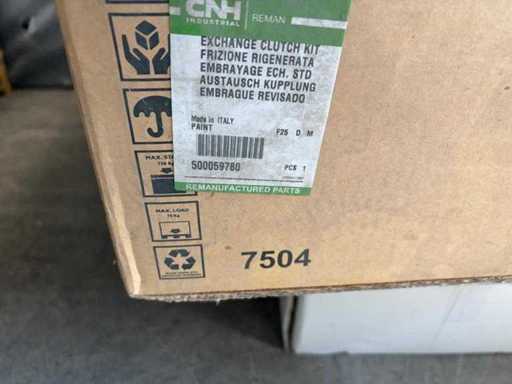 CNH
INDUSTRIAL
REMAN
EXCHANGE CLUTCH KIT
FRIZIONE RIGENERATA
EMBRAYAGE ECH. STD
AUSTAUSCH KUPPLUNG
EMBRAGUE REVISADO
Made in ITALY
PAINT F25 D M
500059780 PCS 1
REMANUFACTURED PARTS
MAX. LOAD
7504